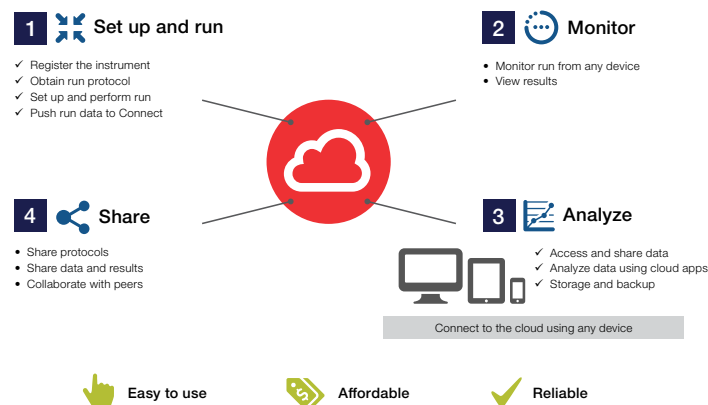 1 Set up and run
✓ Register the instrument
✓ Obtain run protocol
✓ Set up and perform run
✓ Push run data to Connect
2 Monitor
• Monitor run from any device
• View results
4 Share
• Share protocols
• Share data and results
• Collaborate with peers
3 Analyze
✓ Access and share data
✓ Analyze data using cloud apps
✓ Storage and backup
Connect to the cloud using any device
Easy to use
$ Affordable
Reliable